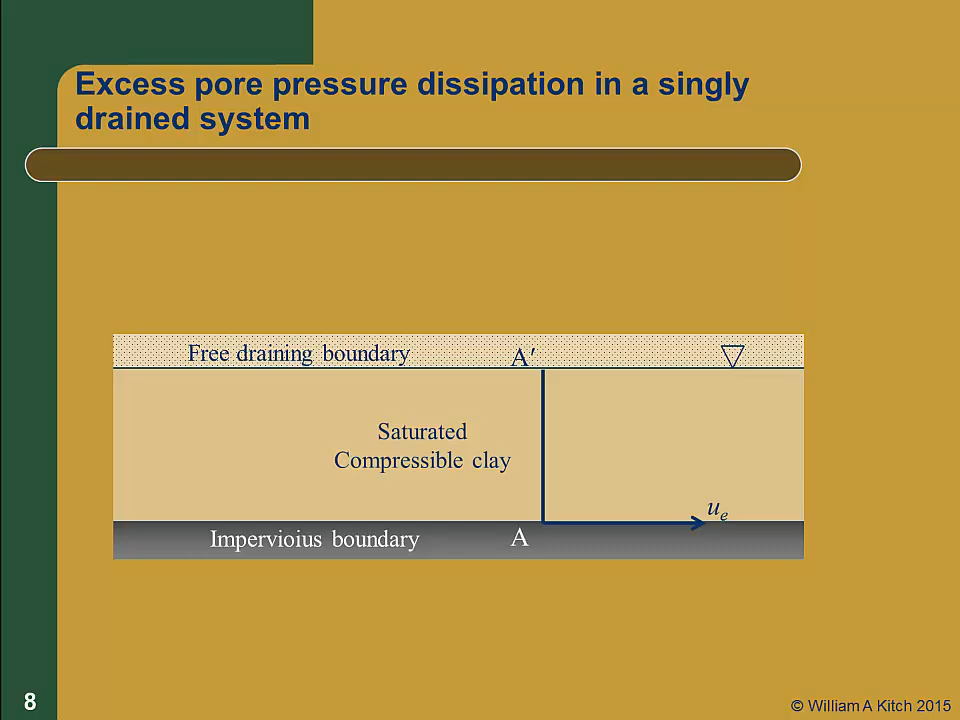 Excess pore pressure dissipation in a singly
drained system
Free draining boundary
A′
Saturated
Compressible clay
u_e
Impervioius boundary
A
8
© William A Kitch 2015